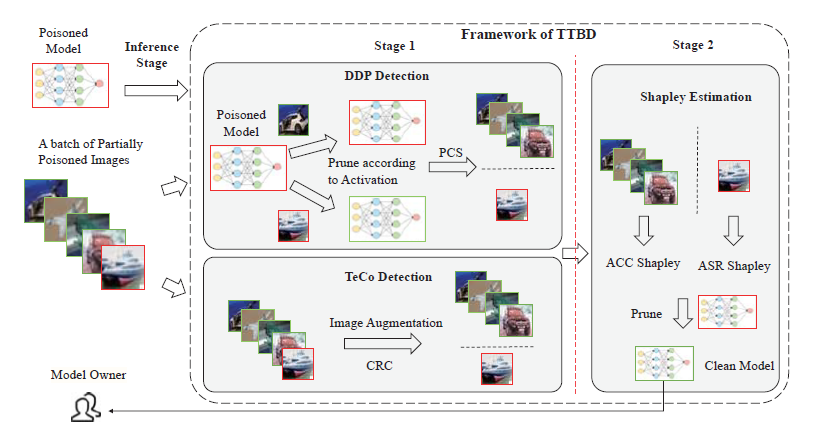 Framework of TTBD
Poisoned
Model
Inference
Stage
Stage 1
Stage 2
DDP Detection
Poisoned
Model
Prune according
to Activation
PCS
A batch of Partially
Poisoned Images
TeCo Detection
Image Augmentation
CRC
Shapley Estimation
ACC Shapley
ASR Shapley
Prune
Clean Model
Model Owner